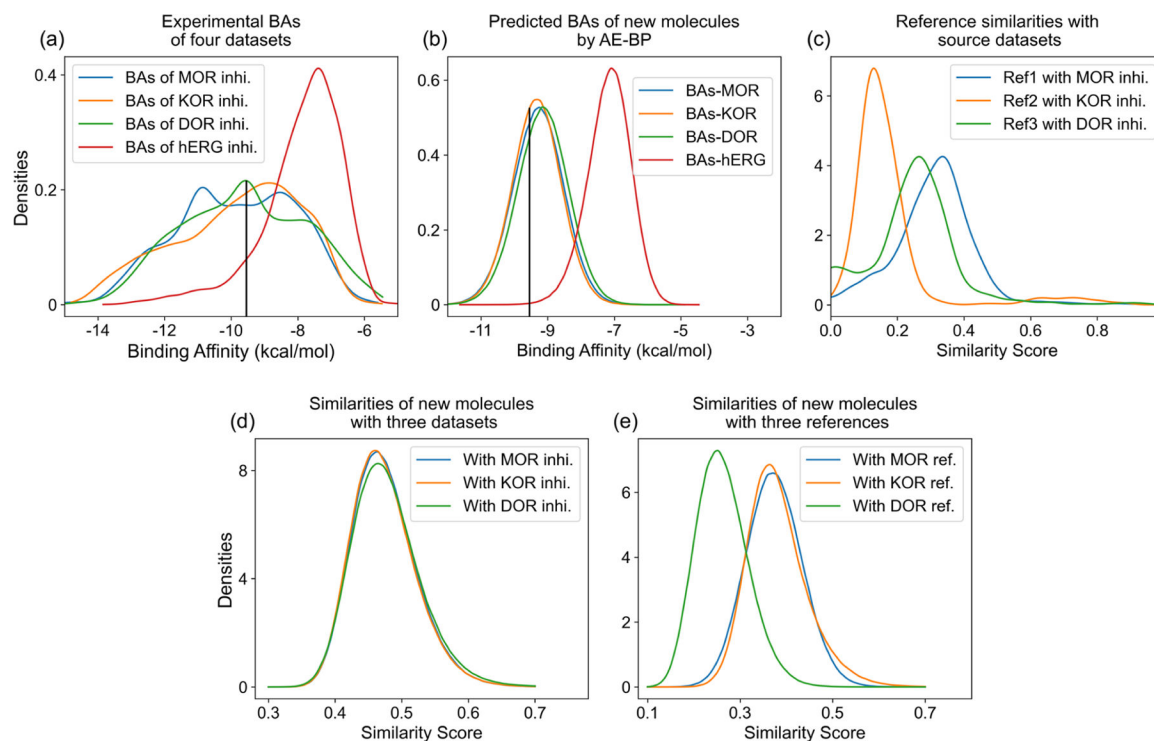 (a)
Experimental BAs
of four datasets
BAs of MOR inhi.
BAs of KOR inhi.
BAs of DOR inhi.
BAs of hERG inhi.
Densities
0.4
0.2
0
-14
-12
-10
-8
-6
Binding Affinity (kcal/mol)
(b)
Predicted BAs of new molecules
by AE-BP
BAs-MOR
BAs-KOR
BAs-DOR
BAs-hERG
0.6
0.4
0.2
0.0
-11
-9
-7
-5
-3
Binding Affinity (kcal/mol)
(c)
Reference similarities with
source datasets
Ref1 with MOR inhi.
Ref2 with KOR inhi.
Ref3 with DOR inhi.
6
4
2
0
0.0
0.2
0.4
0.6
0.8
Similarity Score
(d)
Similarities of new molecules
with three datasets
With MOR inhi.
With KOR inhi.
With DOR inhi.
Densities
8
4
0
0.3
0.4
0.5
0.6
0.7
Similarity Score
(e)
Similarities of new molecules
with three references
With MOR ref.
With KOR ref.
With DOR ref.
6
4
2
0
0.1
0.3
0.5
0.7
Similarity Score